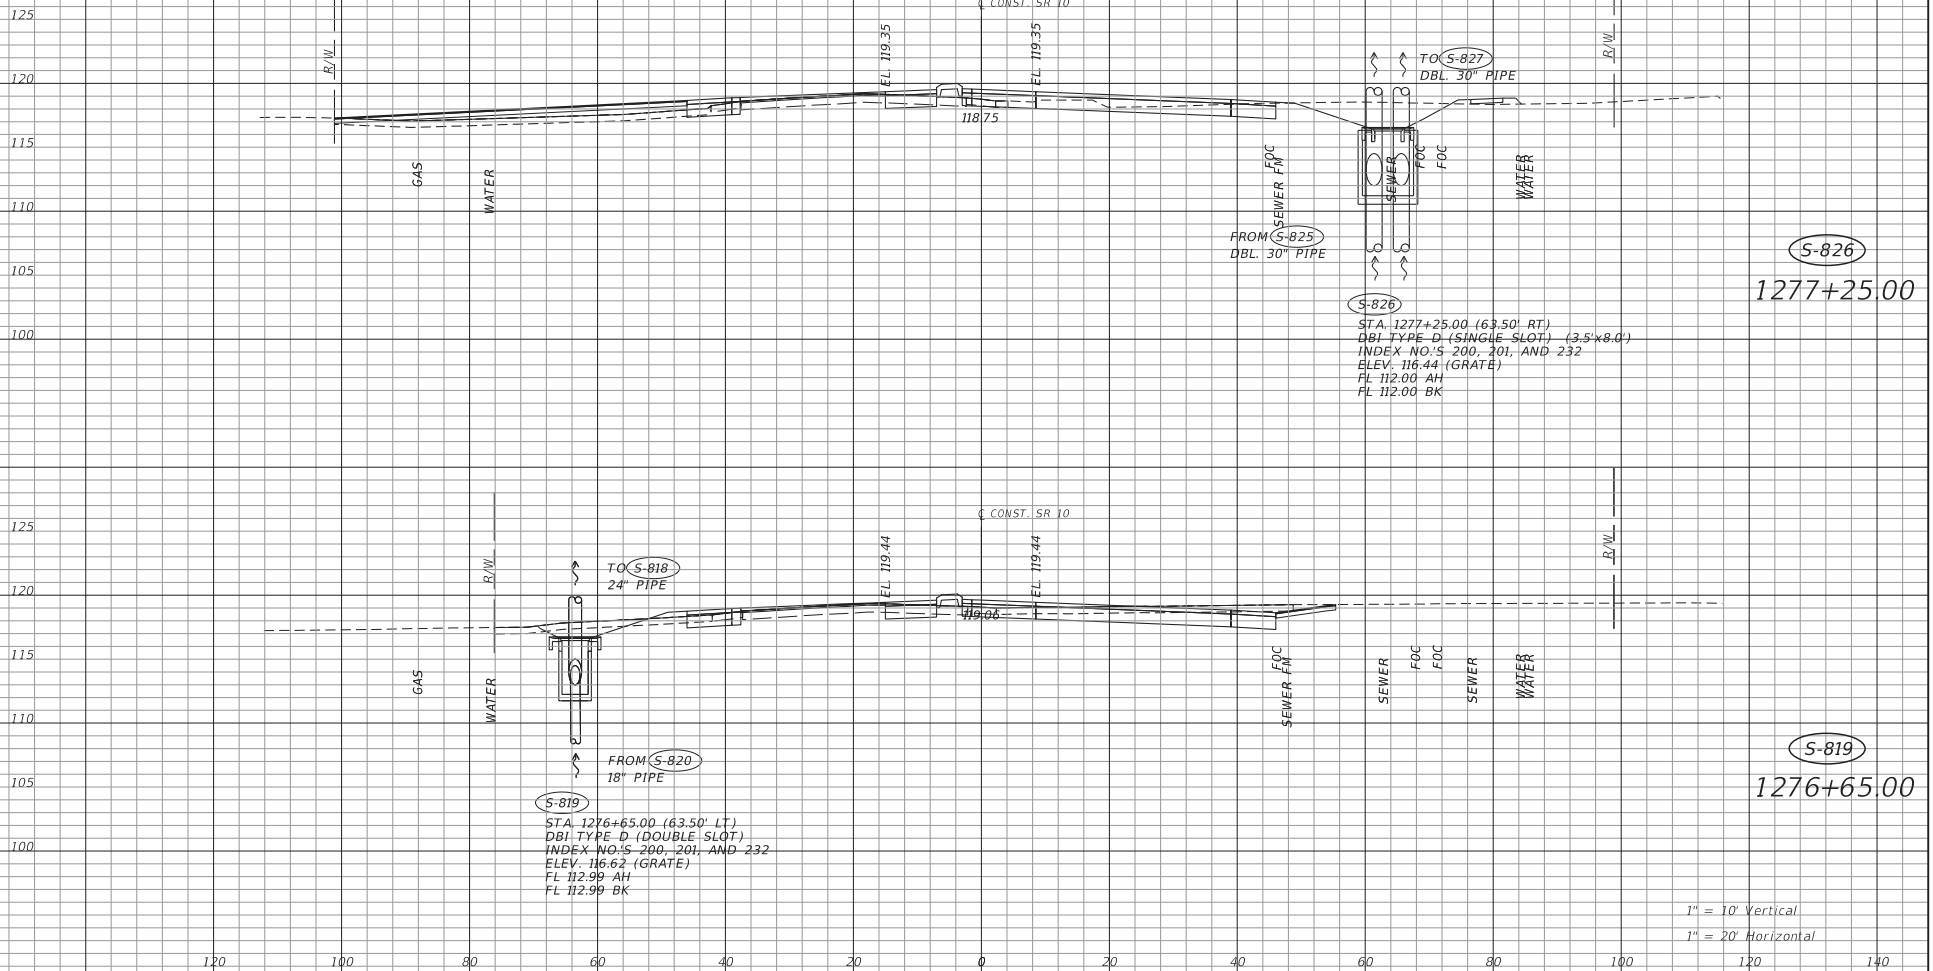 125
℄ CONST. SR 10
R/W
EL. 119.35
EL. 119.35
R/W
TO S-827
DBL. 30" PIPE
120
118.75
115
GAS
WATER
FOC
SEWER FM
SEWER
FOC
FOC
WATER
WATER
110
FROM S-825
DBL. 30" PIPE
S-826
105
1277+25.00
S-826
STA. 1277+25.00 (63.50' RT)
DBI TYPE D (SINGLE SLOT) (3.5'x8.0')
INDEX NO.'S 200, 201, AND 232
ELEV. 116.44 (GRATE)
FL 112.00 AH
FL 112.00 BK
100
℄ CONST. SR 10
125
R/W
TO S-818
24" PIPE
EL. 119.44
EL. 119.44
R/W
120
119.06
115
GAS
WATER
FOC
SEWER FM
SEWER
FOC
FOC
SEWER
WATER
WATER
110
FROM S-820
18" PIPE
S-819
105
1276+65.00
S-819
STA. 1276+65.00 (63.50' LT)
DBI TYPE D (DOUBLE SLOT)
INDEX NO.'S 200, 201, AND 232
ELEV. 116.62 (GRATE)
FL 112.99 AH
FL 112.99 BK
100
1" = 10' Vertical
1" = 20' Horizontal
120 100 80 60 40 20 0 20 40 60 80 100 120 140